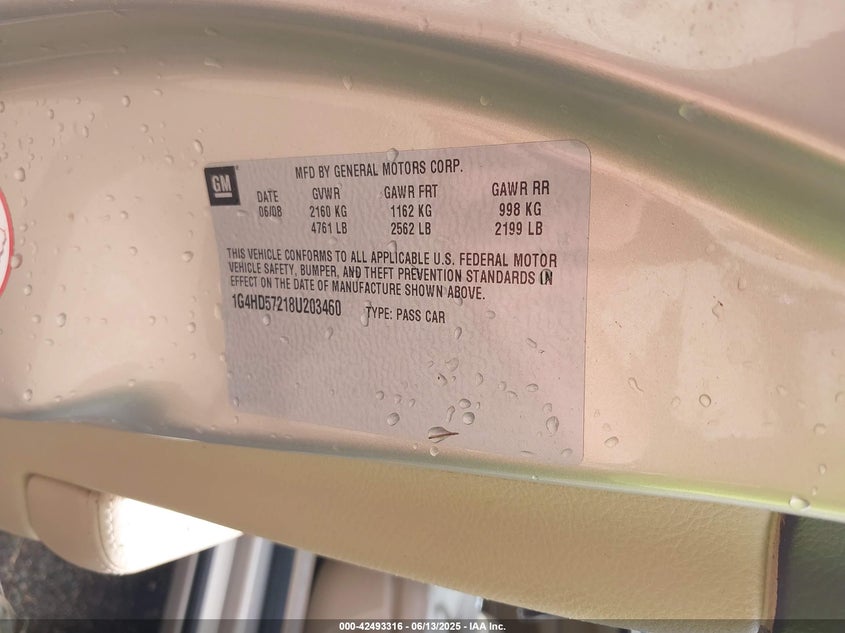 GM
MFD BY GENERAL MOTORS CORP.
DATE GVWR GAWR FRT GAWR RR
06/08 2160 KG 1162 KG 998 KG
4761 LB 2562 LB 2199 LB
THIS VEHICLE CONFORMS TO ALL APPLICABLE U.S. FEDERAL MOTOR
VEHICLE SAFETY, BUMPER, AND THEFT PREVENTION STANDARDS IN
EFFECT ON THE DATE OF MANUFACTURE SHOWN ABOVE.
1G4HD57218U203460 TYPE: PASS CAR
000-42493316 - 06/13/2025 - IAA Inc.